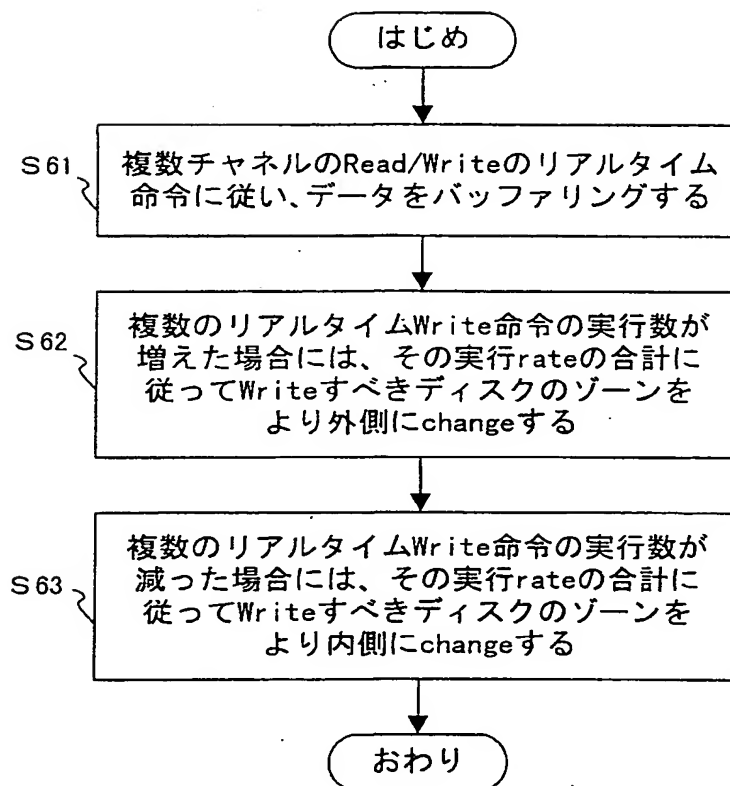 はじめ
S61
複数チャネルのRead/Writeのリアルタイム
命令に従い、データをバッファリングする
S62
複数のリアルタイムWrite命令の実行数が
増えた場合には、その実行rateの合計に
従ってWriteすべきディスクのゾーンを
より外側にchangeする
S63
複数のリアルタイムWrite命令の実行数が
減った場合には、その実行rateの合計に
従ってWriteすべきディスクのゾーンを
より内側にchangeする
おわり